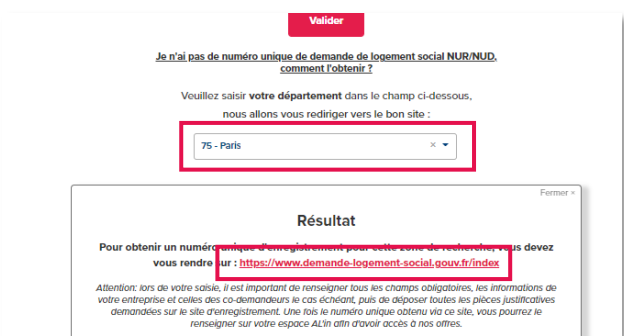 Valider
Je n'ai pas de numéro unique de demande de logement social NUR/NUD,
comment l'obtenir ?
Veuillez saisir votre département dans le champ ci-dessous,
nous allons vous rediriger vers le bon site :
75 - Paris
Fermer ×
Résultat
Pour obtenir un numéro unique d'enregistrement pour cette zone de recherche, vous devez
vous rendre sur : https://www.demande-logement-social.gouv.fr/index
Attention: lors de votre saisie, il est important de renseigner tous les champs obligatoires, les informations de
votre entreprise et celles des co-demandeurs le cas échéant, puis de déposer toutes les pièces justificatives
demandées sur le site d'enregistrement. Une fois le numéro unique obtenu via ce site, vous pourrez le
renseigner sur votre espace AL'in afin d'avoir accès à nos offres.